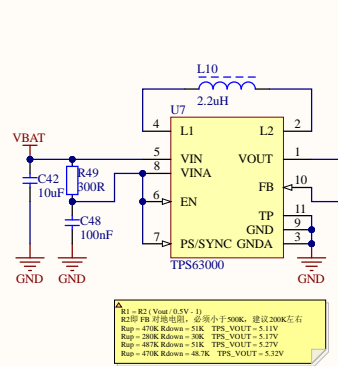 L10
2.2uH
U7
4 L1 L2 2
VBAT
5 VIN VOUT 1
8 VINA
C42
10uF
R49
300R
FB 10
6 EN
C48
100nF
TP 11
GND 9
7 PS/SYNC GNDA 3
TPS63000
GND GND GND
R1 = R2 ( Vout / 0.5V - 1)
R2即 FB 对地电阻，必须小于500K，建议200K左右
Rup = 470K Rdown = 51K TPS_VOUT = 5.11V
Rup = 280K Rdown = 30K TPS_VOUT = 5.17V
Rup = 487K Rdown = 51K TPS_VOUT = 5.27V
Rup = 470K Rdown = 48.7K TPS_VOUT = 5.32V